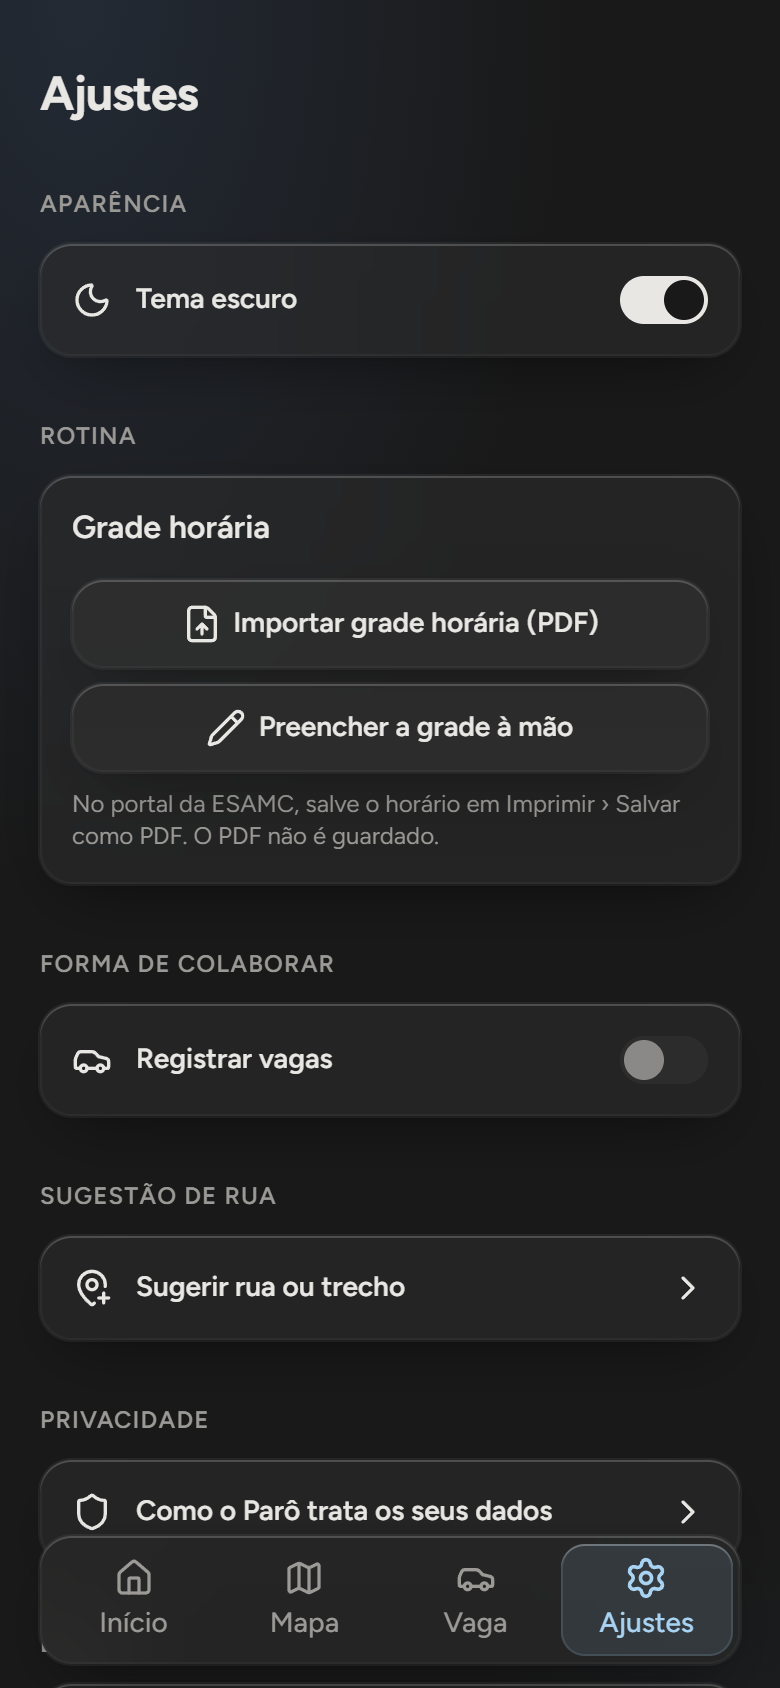 Ajustes
APARÊNCIA
Tema escuro
ROTINA
Grade horária
Importar grade horária (PDF)
Preencher a grade à mão
No portal da ESAMC, salve o horário em Imprimir › Salvar
como PDF. O PDF não é guardado.
FORMA DE COLABORAR
Registrar vagas
SUGESTÃO DE RUA
Sugerir rua ou trecho
PRIVACIDADE
Como o Parô trata os seus dados
Início
Mapa
Vaga
Ajustes